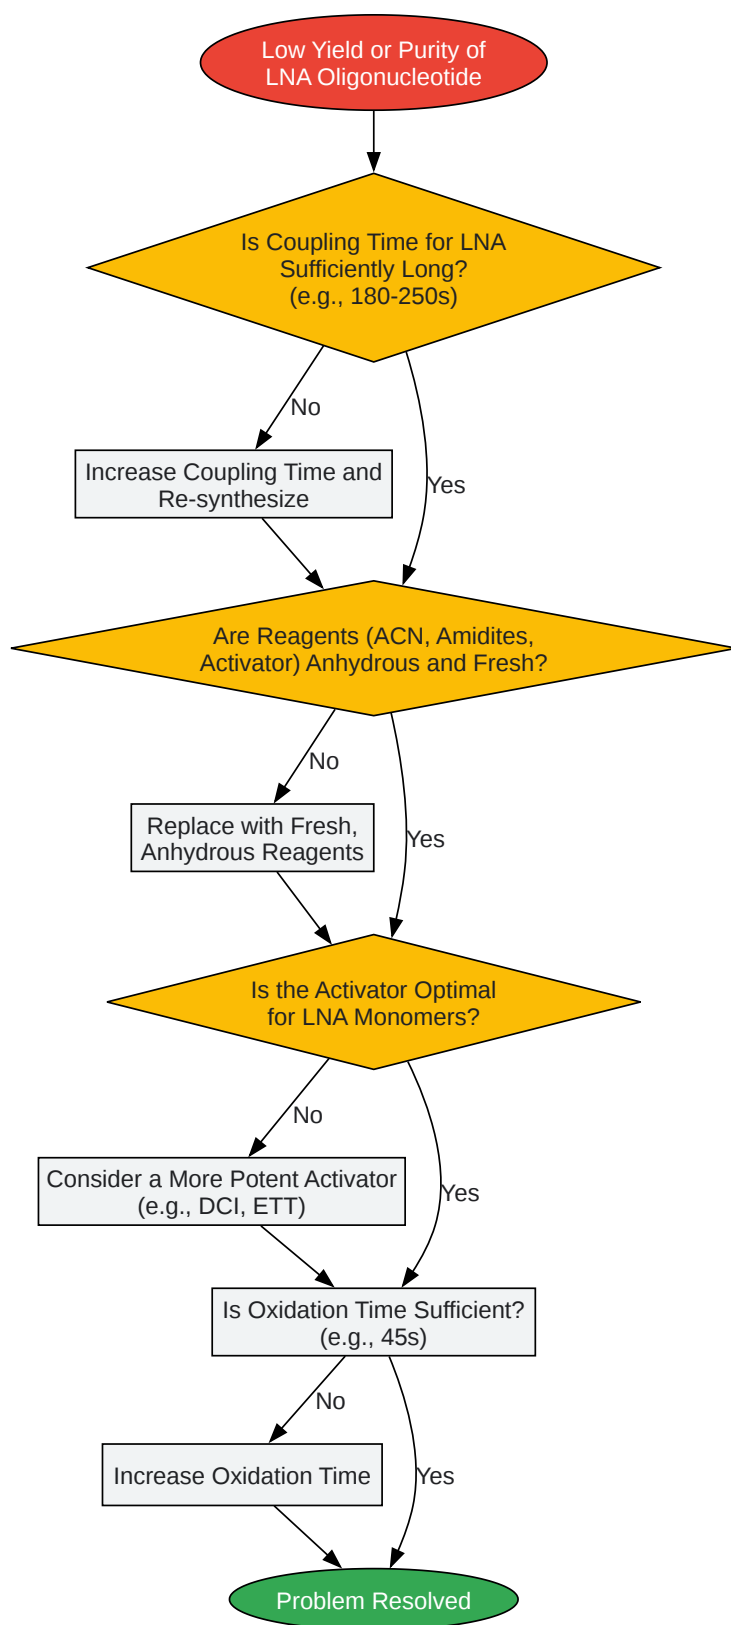 Low Yield or Purity of
LNA Oligonucleotide
Is Coupling Time for LNA
Sufficiently Long?
(e.g., 180-250s)
No
Increase Coupling Time and
Re-synthesize
Yes
Are Reagents (ACN, Amidites,
Activator) Anhydrous and Fresh?
No
Replace with Fresh,
Anhydrous Reagents
Yes
Is the Activator Optimal
for LNA Monomers?
No
Consider a More Potent Activator
(e.g., DCI, ETT)
Yes
Is Oxidation Time Sufficient?
(e.g., 45s)
No
Increase Oxidation Time
Yes
Problem Resolved